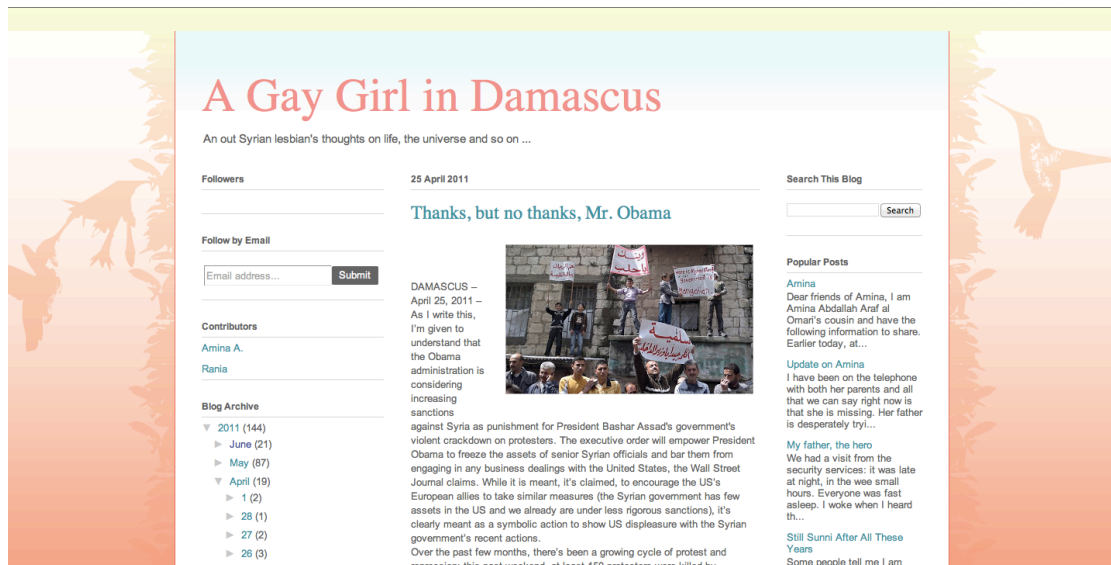 A Gay Girl in Damascus
An out Syrian lesbian's thoughts on life, the universe and so on ...
Followers
Follow by Email
Email address...
Submit
Contributors
Amina A.
Rania
Blog Archive
▼ 2011 (144)
► June (21)
► May (87)
▼ April (19)
► 1 (2)
► 28 (1)
► 27 (2)
► 26 (3)
25 April 2011
Thanks, but no thanks, Mr. Obama
DAMASCUS –
April 25, 2011 –
As I write this,
I'm given to
understand that
the Obama
administration is
considering
increasing
sanctions
against Syria as punishment for President Bashar Assad's government's
violent crackdown on protesters. The executive order will empower President
Obama to freeze the assets of senior Syrian officials and bar them from
engaging in any business dealings with the United States, the Wall Street
Journal claims. While it is meant, it's claimed, to encourage the US's
European allies to take similar measures (the Syrian government has few
assets in the US and we already are under less rigorous sanctions), it's
clearly meant as a symbolic action to show US displeasure with the Syrian
government's recent actions.
Over the past few months, there's been a growing cycle of protest and
Search This Blog
Search
Popular Posts
Amina
Dear friends of Amina, I am
Amina Abdallah Araf al
Omari's cousin and have the
following information to share.
Earlier today, at...
Update on Amina
I have been on the telephone
with both her parents and all
that we can say right now is
that she is missing. Her father
is desperately tryi...
My father, the hero
We had a visit from the
security services: it was late
at night, in the wee small
hours. Everyone was fast
asleep. I woke when I heard
th...
Still Sunni After All These
Years
Some people tell me I am